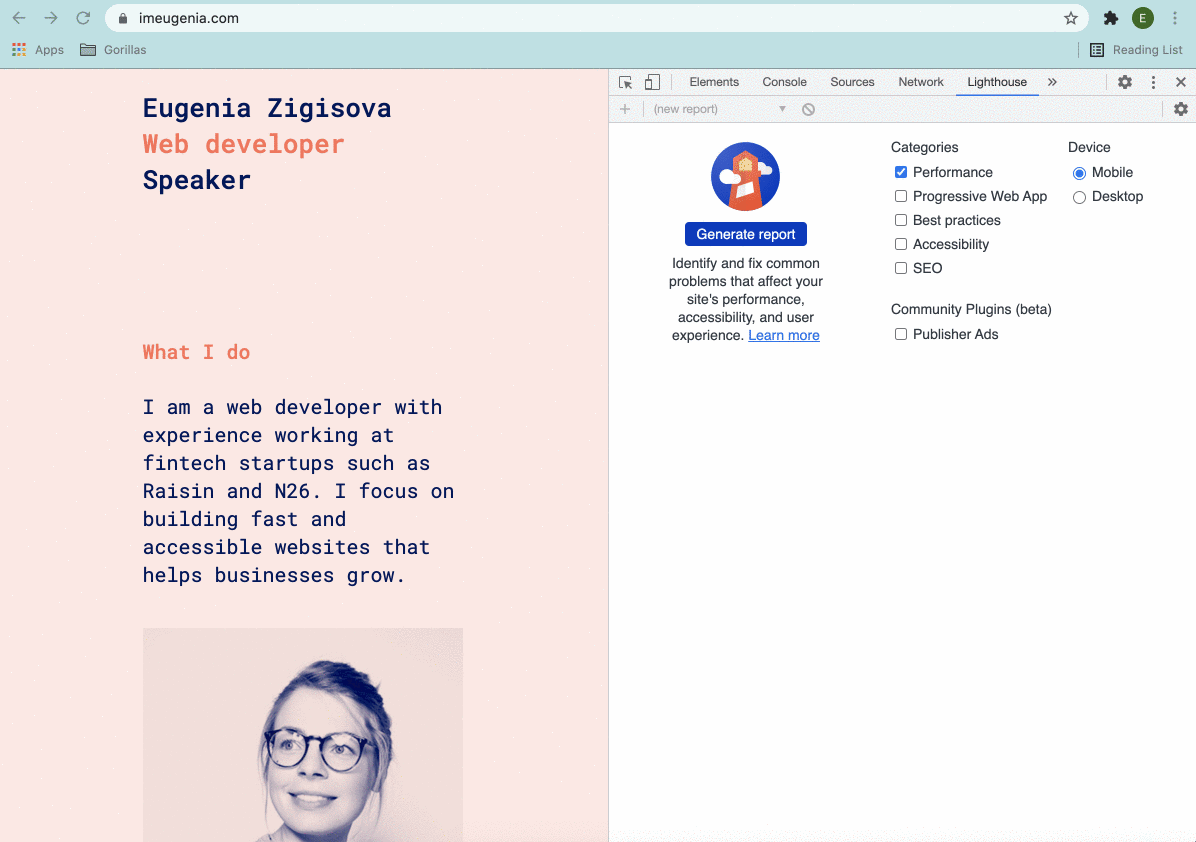 imeugenia.com
E
Apps
Gorillas
Reading List
Eugenia Zigisova
Web developer
Speaker
What I do
I am a web developer with
experience working at
fintech startups such as
Raisin and N26. I focus on
building fast and
accessible websites that
helps businesses grow.
Elements
Console
Sources
Network
Lighthouse
(new report)
Generate report
Identify and fix common
problems that affect your
site's performance,
accessibility, and user
experience. Learn more
Categories
Performance
Progressive Web App
Best practices
Accessibility
SEO
Community Plugins (beta)
Publisher Ads
Device
Mobile
Desktop